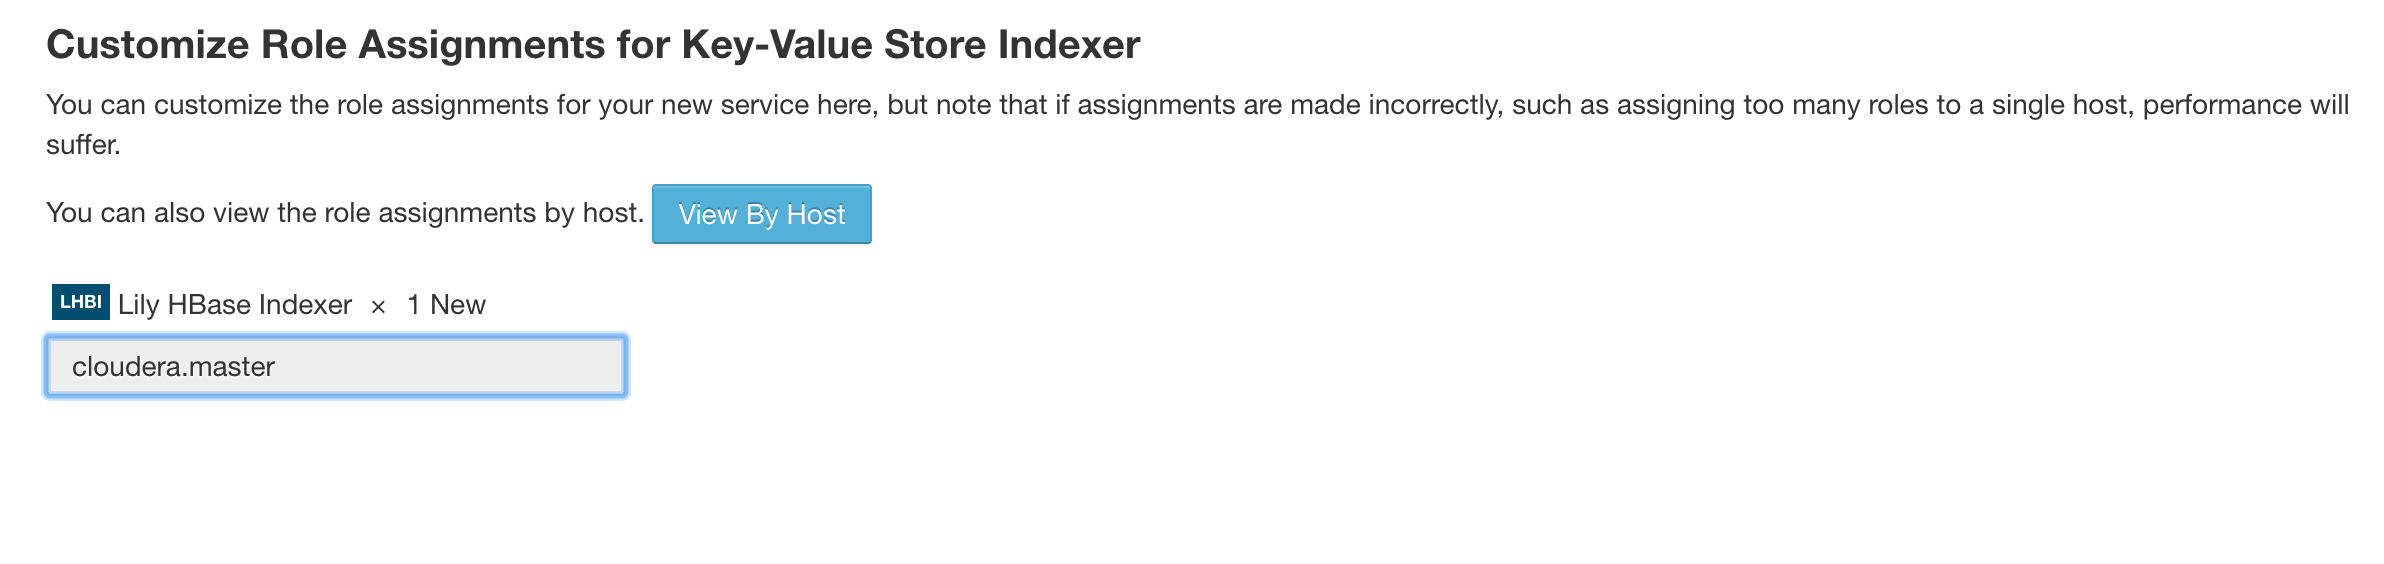 Customize Role Assignments for Key-Value Store Indexer
You can customize the role assignments for your new service here, but note that if assignments are made incorrectly, such as assigning too many roles to a single host, performance will
suffer.
You can also view the role assignments by host. View By Host
LHBI Lily HBase Indexer × 1 New
cloudera.master